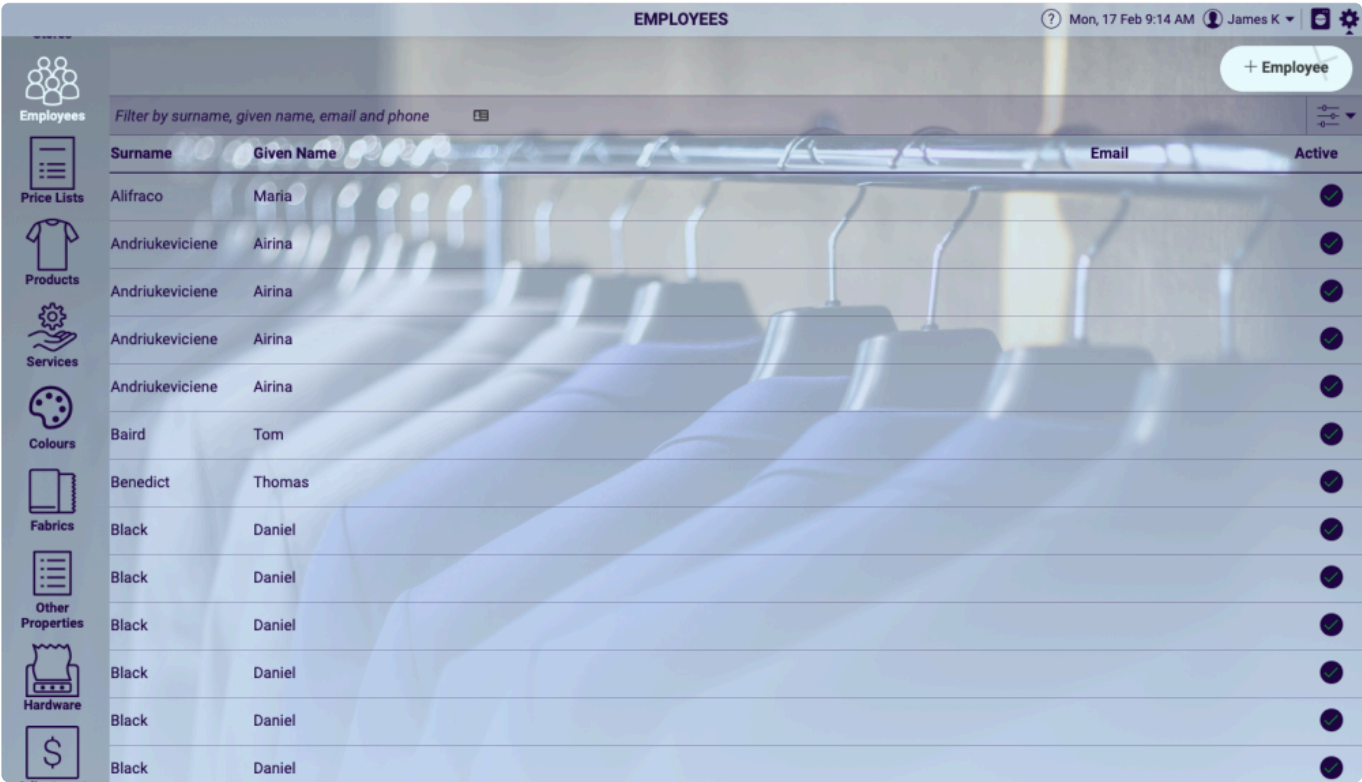 EMPLOYEES
? Mon, 17 Feb 9:14 AM James K
+ Employee
Employees
Price Lists
Products
Services
Colours
Fabrics
Other
Properties
Hardware
$
Filter by surname, given name, email and phone
Surname Given Name Email Active
Alifraco Maria
Andriukeviciene Airina
Andriukeviciene Airina
Andriukeviciene Airina
Andriukeviciene Airina
Baird Tom
Benedict Thomas
Black Daniel
Black Daniel
Black Daniel
Black Daniel
Black Daniel
Black Daniel